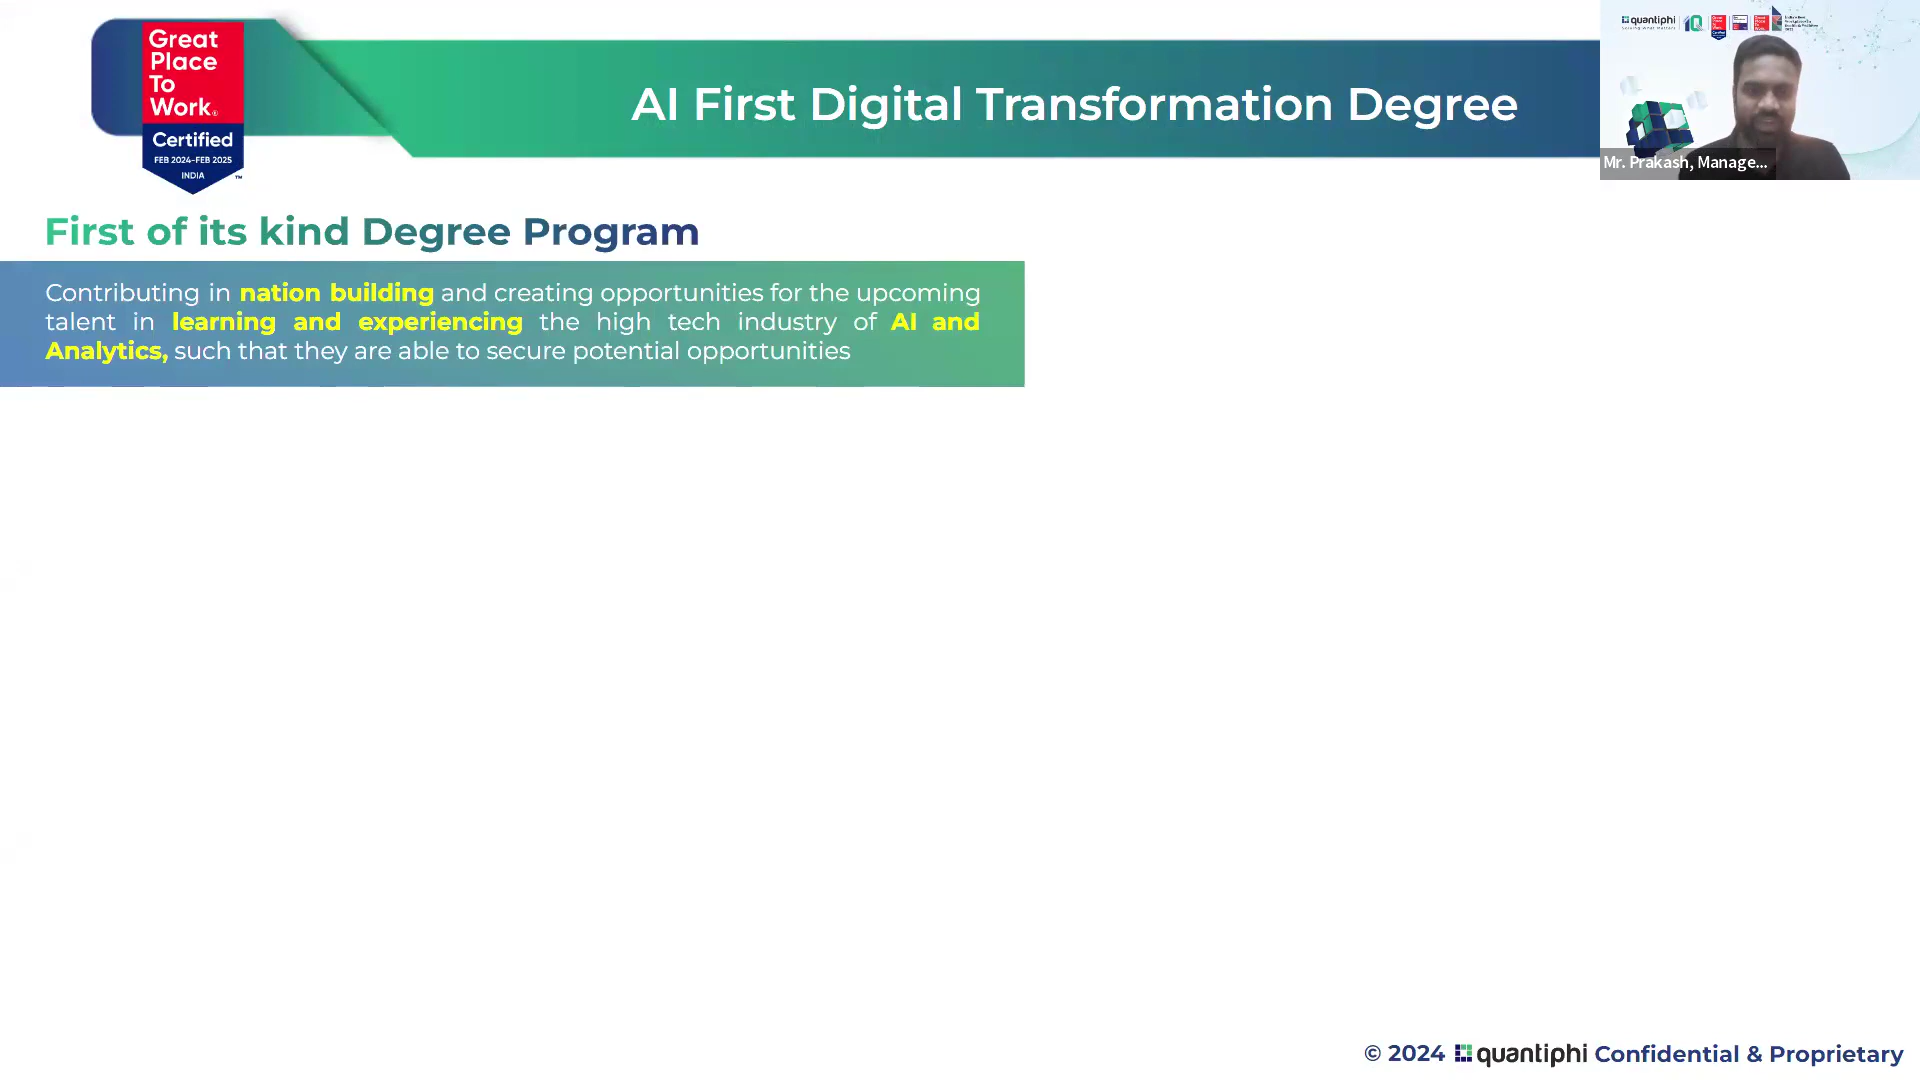 Great
Place
To
Work®
Certified
FEB 2024-FEB 2025
INDIA
™
AI First Digital Transformation Degree
quantiphi
Mr. Prakash, Manage...
First of its kind Degree Program
Contributing in nation building and creating opportunities for the upcoming
talent in learning and experiencing the high tech industry of AI and
Analytics, such that they are able to secure potential opportunities
© 2024 quantiphi Confidential & Proprietary